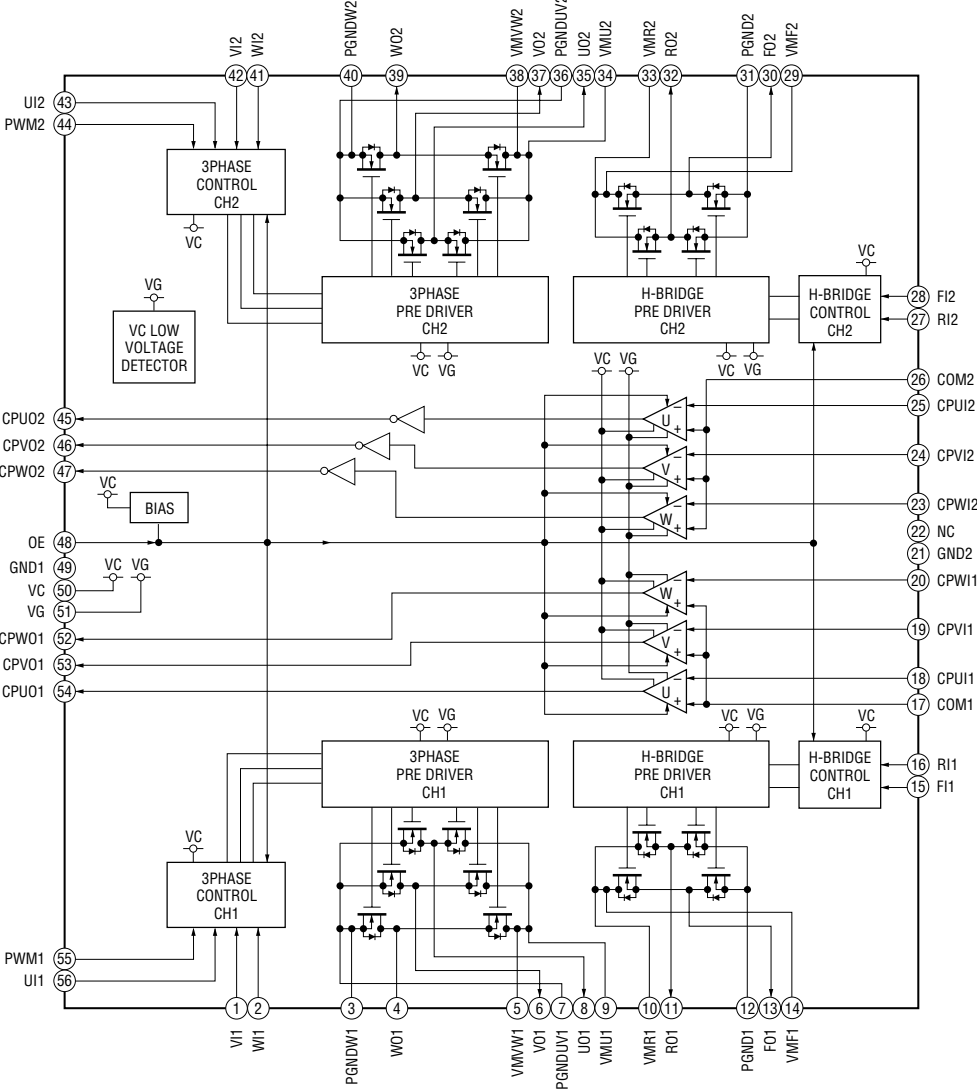 VI2
WI2
PGNDW2
WO2
VMVW2
VO2
PGNDUV2
UO2
VMU2
VMR2
RO2
PGND2
FO2
VMF2
42 41 40 39 38 37 36 35 34 33 32 31 30 29
UI2 43
PWM2 44
3PHASE
CONTROL
CH2
VC
VG
VC LOW
VOLTAGE
DETECTOR
3PHASE
PRE DRIVER
CH2
VC VG
H-BRIDGE
PRE DRIVER
CH2
VC VG
VC
H-BRIDGE
CONTROL
CH2
28 FI2
27 RI2
VC VG
26 COM2
25 CPUI2
24 CPVI2
23 CPWI2
22 NC
21 GND2
20 CPWI1
19 CPVI1
18 CPUI1
17 COM1
U
− +
V
− +
W
− +
W
− +
V
− +
U
− +
CPUO2 45
CPVO2 46
CPWO2 47
VC
BIAS
OE 48
GND1 49
VC 50
VG 51
VC VG
CPWO1 52
CPVO1 53
CPUO1 54
VC VG
3PHASE
PRE DRIVER
CH1
VC VG
H-BRIDGE
PRE DRIVER
CH1
VC
H-BRIDGE
CONTROL
CH1
16 RI1
15 FI1
VC
3PHASE
CONTROL
CH1
PWM1 55
UI1 56
1 2 3 4 5 6 7 8 9 10 11 12 13 14
VI1
WI1
PGNDW1
WO1
VMVW1
VO1
PGNDUV1
UO1
VMU1
VMR1
RO1
PGND1
FO1
VMF1